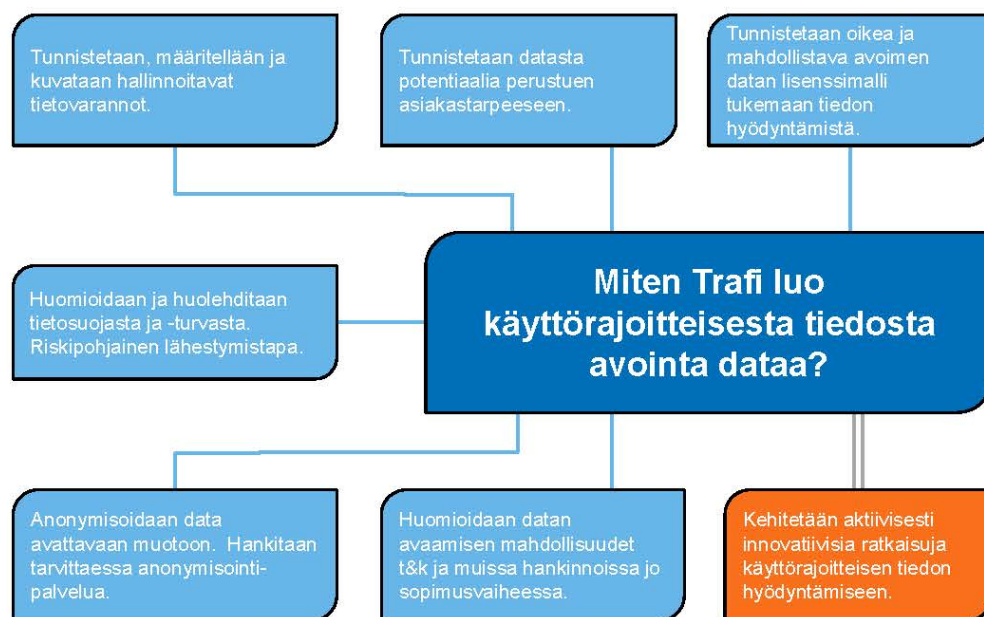 Tunnistetaan, määritellään ja
kuvataan hallinnoitavat
tietovarannot.
Tunnistetaan datasta
potentiaalia perustuen
asiakastarpeeseen.
Tunnistetaan oikea ja
mahdollistava avoimen
datan lisenssimalli
tukemaan tiedon
hyödyntämistä.
Huomioidaan ja huolehditaan
tietosuojasta ja -turvasta.
Riskipohjainen lähestymistapa.
Miten Trafi luo
käyttörajoitteisesta tiedosta
avointa dataa?
Anonymisoidaan data
avattavaan muotoon. Hankitaan
tarvittaessa anonymisointi-
palvelua.
Huomioidaan datan
avaamisen mahdollisuudet
t&k ja muissa hankinnoissa jo
sopimusvaiheessa.
Kehitetään aktiivisesti
innovatiivisia ratkaisuja
käyttörajoitteisen tiedon
hyödyntämiseen.